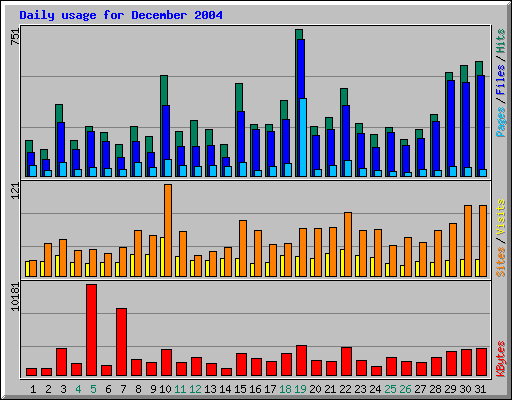 Daily usage for December 2004
751
Pages / Files / Hits
121
Sites / Visits
10181
KBytes
1 2 3 4 5 6 7 8 9 10 11 12 13 14 15 16 17 18 19 20 21 22 23 24 25 26 27 28 29 30 31